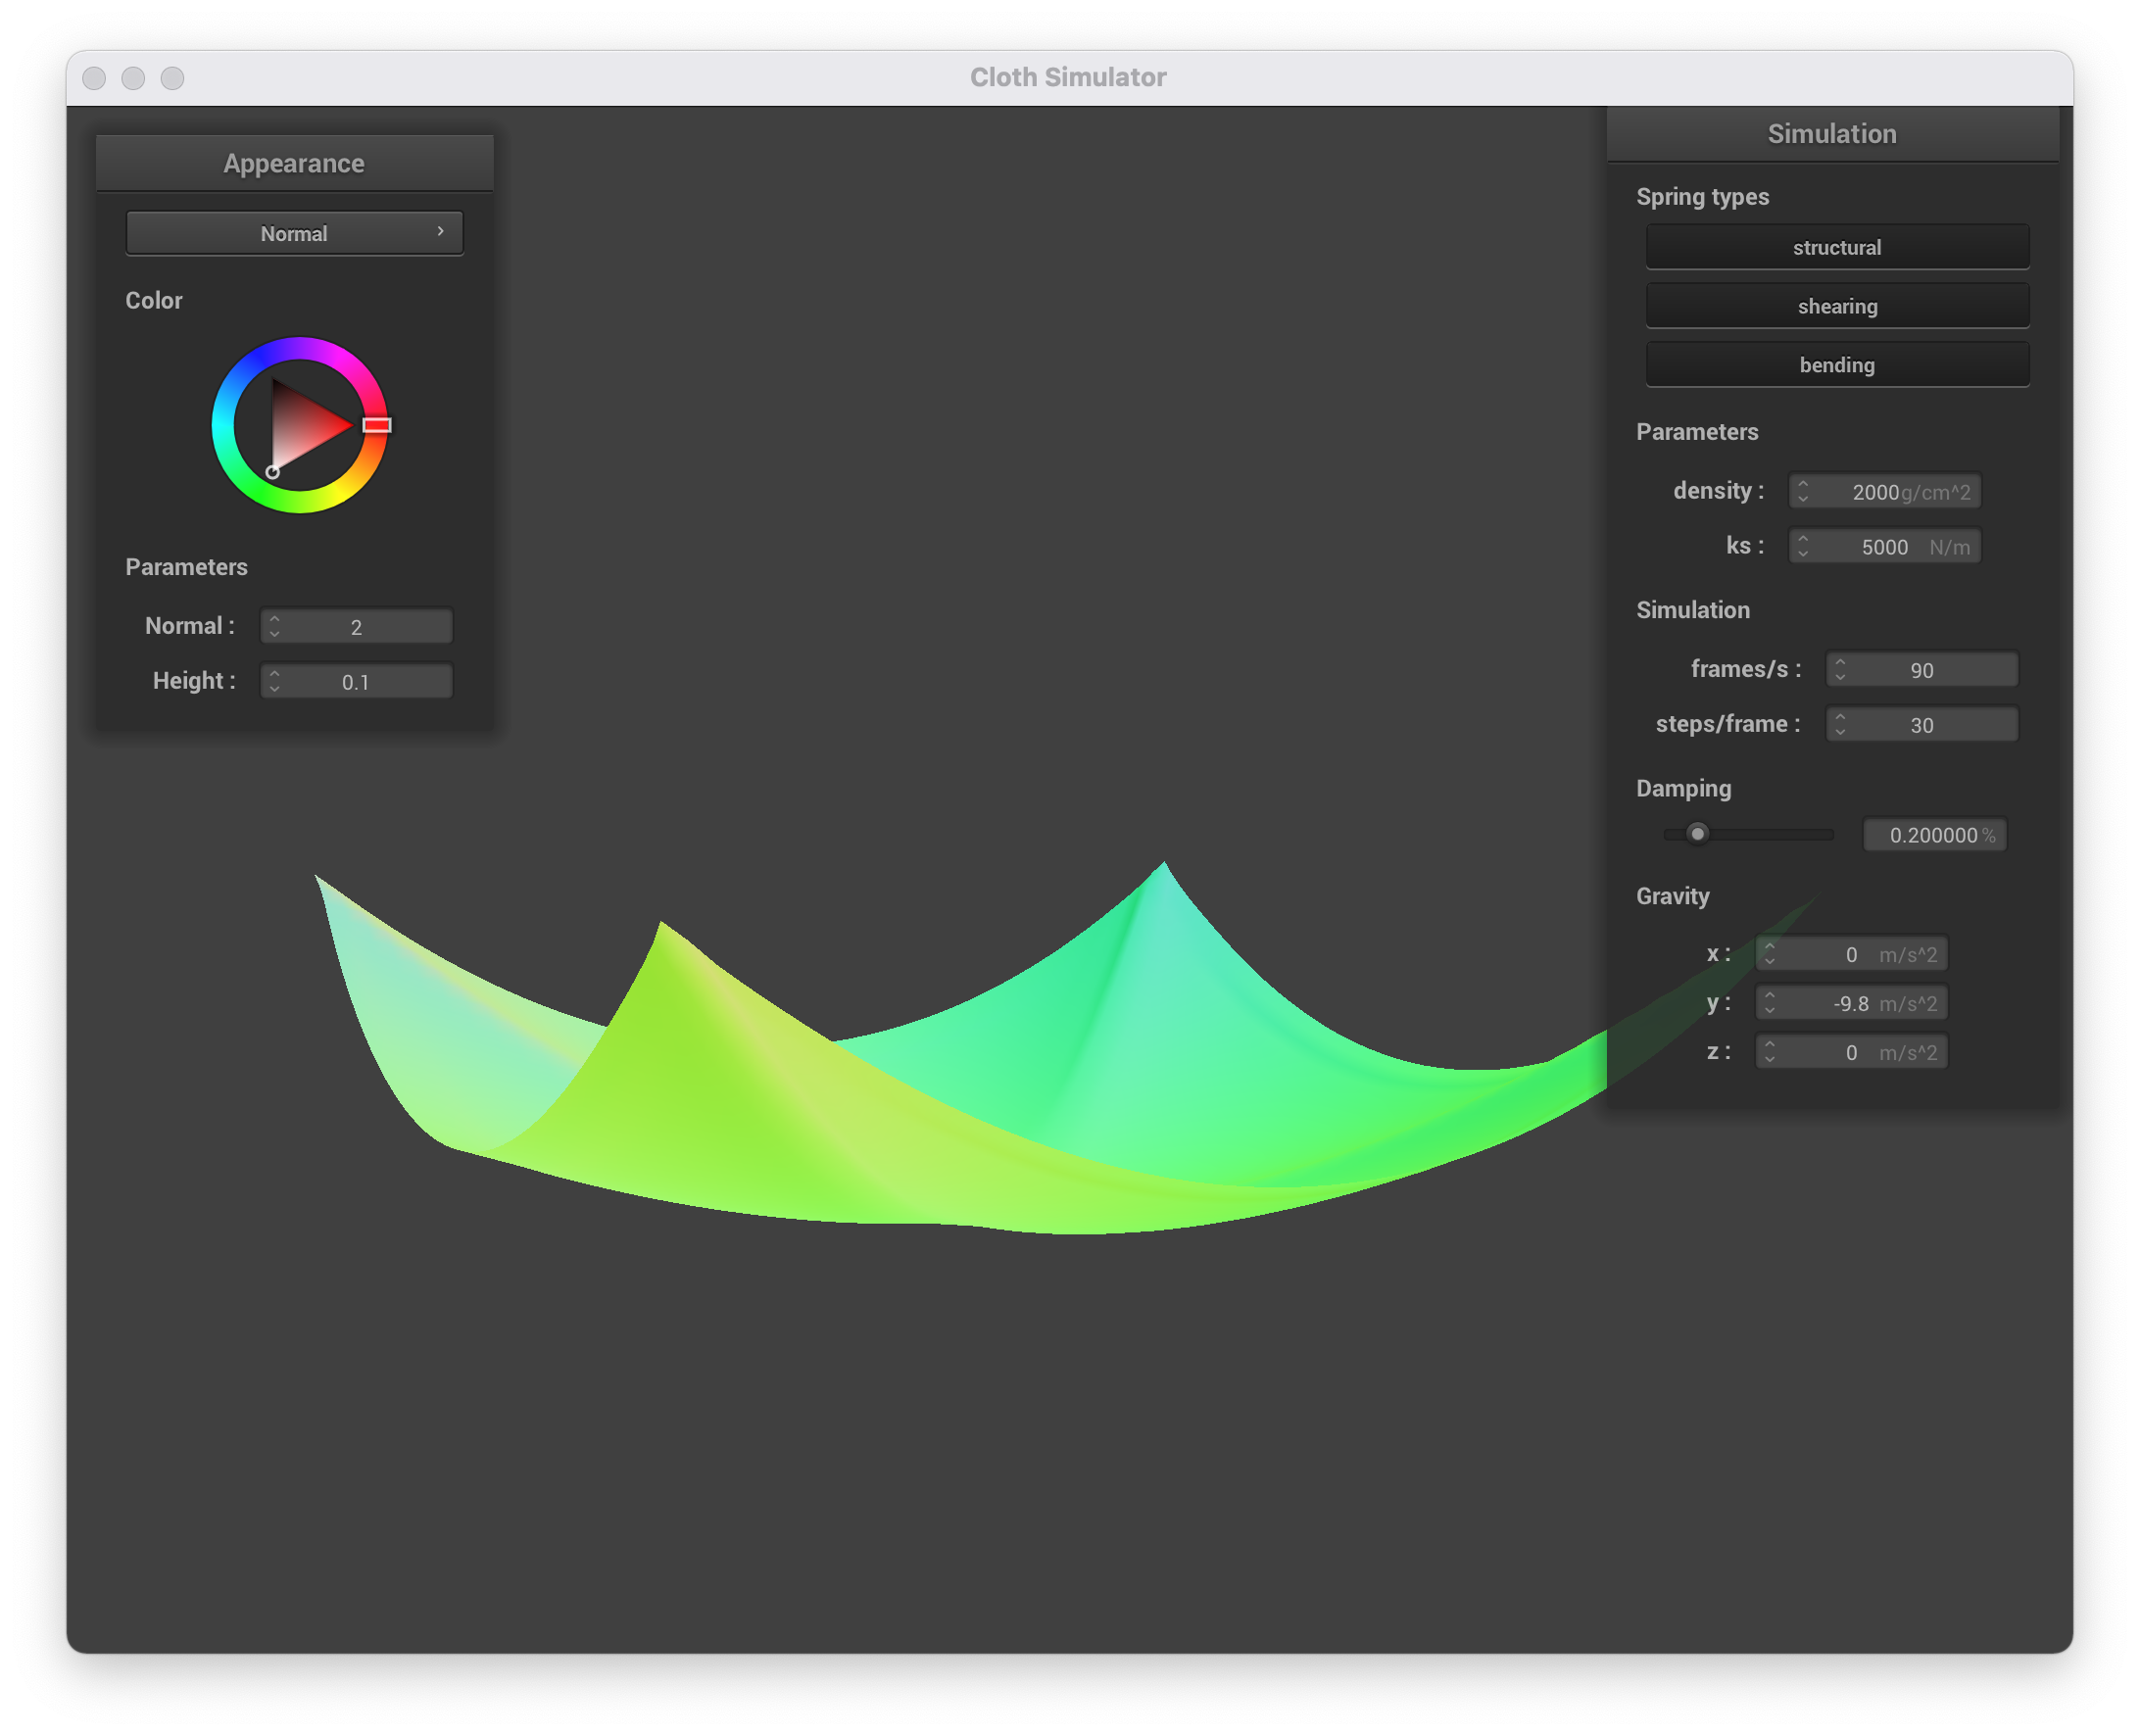 Cloth Simulator
Appearance
Normal
Color
Parameters
Normal : 2
Height : 0.1
Simulation
Spring types
structural
shearing
bending
Parameters
density : 2000g/cm^2
ks : 5000 N/m
Simulation
frames/s : 90
steps/frame : 30
Damping
0.200000 %
Gravity
x : 0 m/s^2
y : -9.8 m/s^2
z : 0 m/s^2